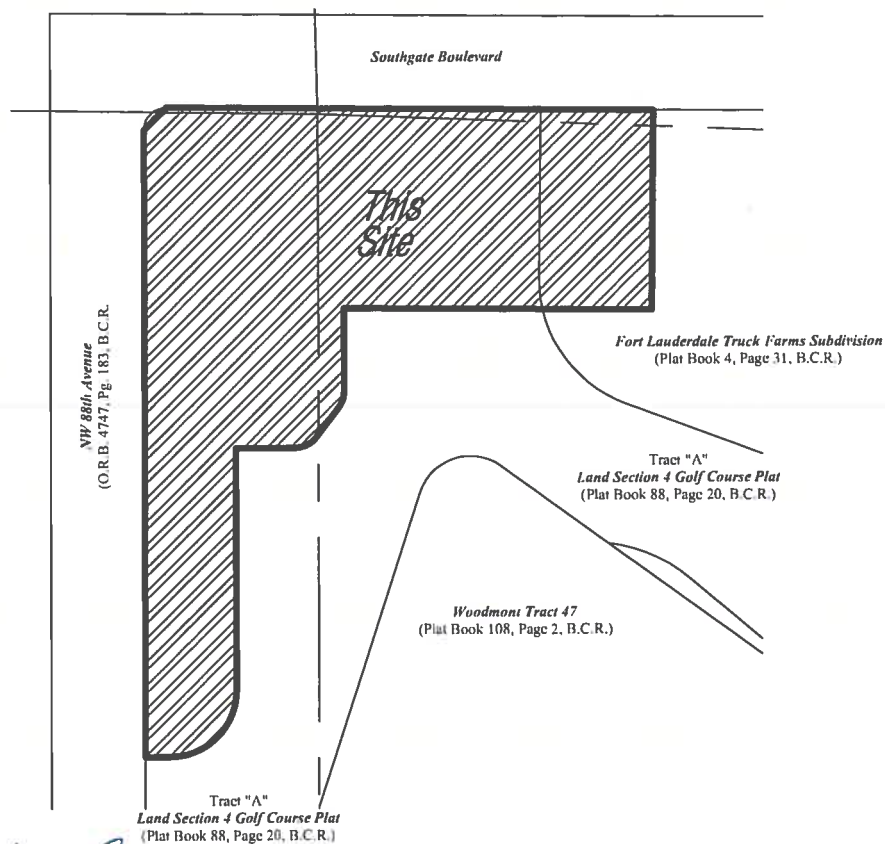 Southgate Boulevard
This
Site
NW 88th Avenue
(O.R.B. 4747, Pg. 183, B.C.R.
Fort Lauderdale Truck Farms Subdivision
(Plat Book 4, Page 31, B.C.R.)
Tract "A"
Land Section 4 Golf Course Plat
(Plat Book 88, Page 20, B.C.R.)
Woodmont Tract 47
(Plat Book 108, Page 2, B.C.R.)
Tract "A"
Land Section 4 Golf Course Plat
(Plat Book 88, Page 20, B.C.R.)